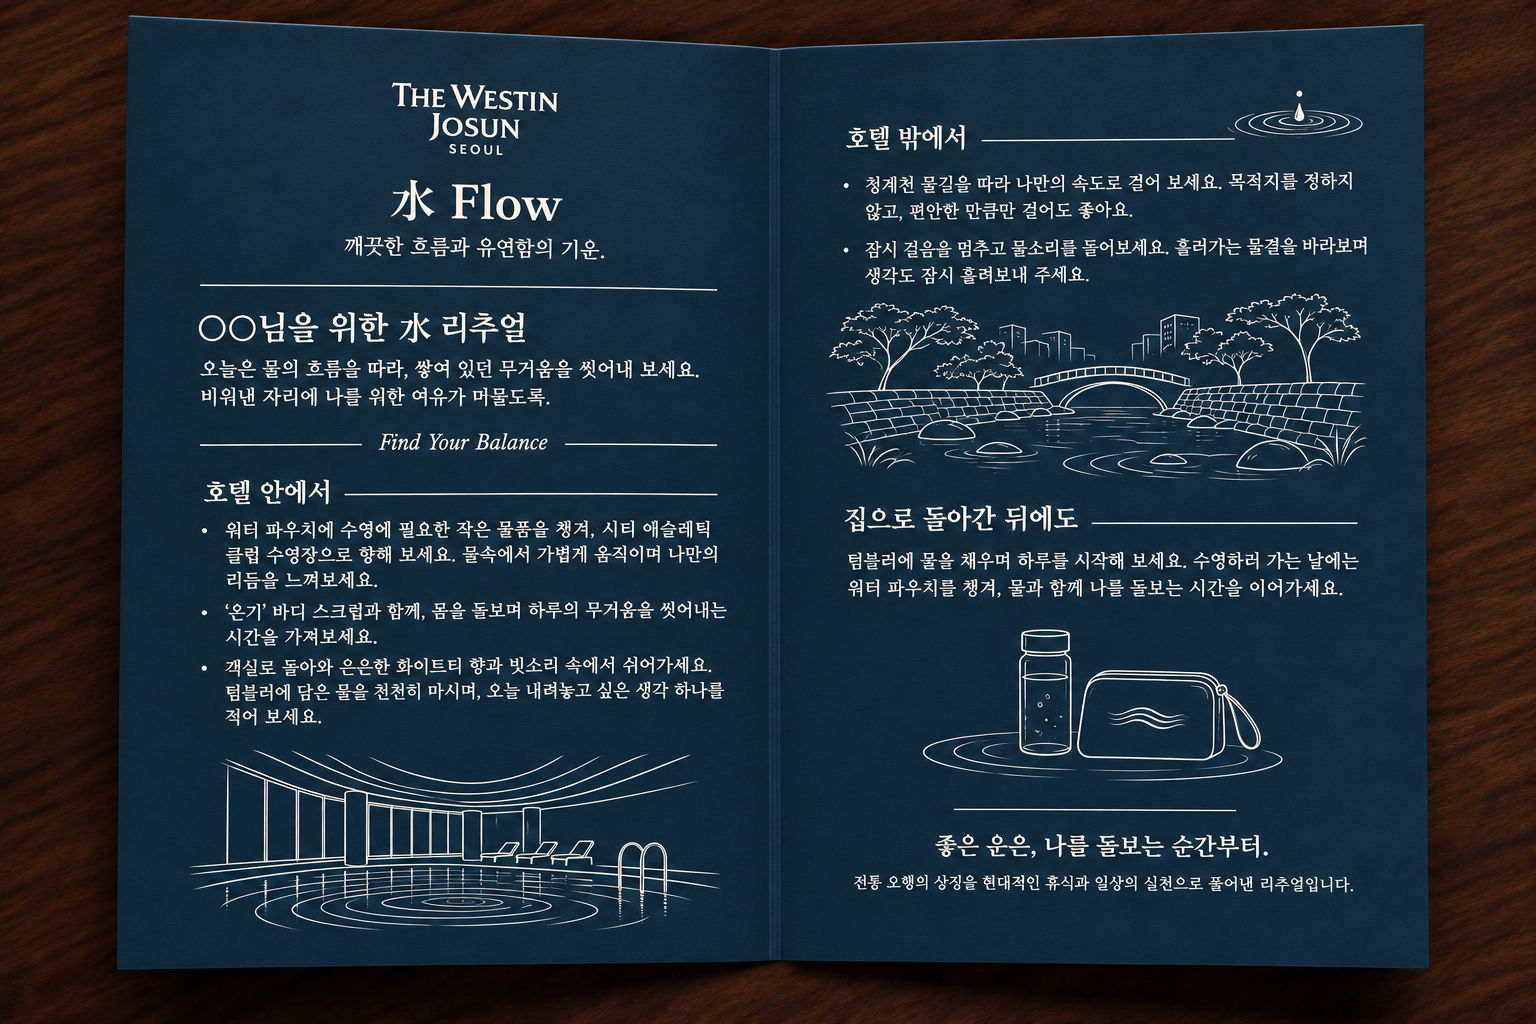 THE WESTIN
JOSUN
SEOUL
水 Flow
깨끗한 흐름과 유연함의 기운.
○○님을 위한 水 리추얼
오늘은 물의 흐름을 따라, 쌓여 있던 무거움을 씻어내 보세요.
비워낸 자리에 나를 위한 여유가 머물도록.
Find Your Balance
호텔 안에서
• 워터 파우치에 수영에 필요한 작은 물품을 챙겨, 시티 애슬레틱
클럽 수영장으로 향해 보세요. 물속에서 가볍게 움직이며 나만의
리듬을 느껴보세요.
• ‘온기’ 바디 스크럽과 함께, 몸을 돌보며 하루의 무거움을 씻어내는
시간을 가져보세요.
• 객실로 돌아와 은은한 화이트티 향과 빗소리 속에서 쉬어가세요.
텀블러에 담은 물을 천천히 마시며, 오늘 내려놓고 싶은 생각 하나를
적어 보세요.
호텔 밖에서
• 청계천 물길을 따라 나만의 속도로 걸어 보세요. 목적지를 정하지
않고, 편안한 만큼만 걸어도 좋아요.
• 잠시 걸음을 멈추고 물소리를 들어보세요. 흘러가는 물결을 바라보며
생각도 잠시 흘려보내 주세요.
집으로 돌아간 뒤에도
텀블러에 물을 채우며 하루를 시작해 보세요. 수영하러 가는 날에는
워터 파우치를 챙겨, 물과 함께 나를 돌보는 시간을 이어가세요.
좋은 운은, 나를 돌보는 순간부터.
전통 오행의 상징을 현대적인 휴식과 일상의 실천으로 풀어낸 리추얼입니다.